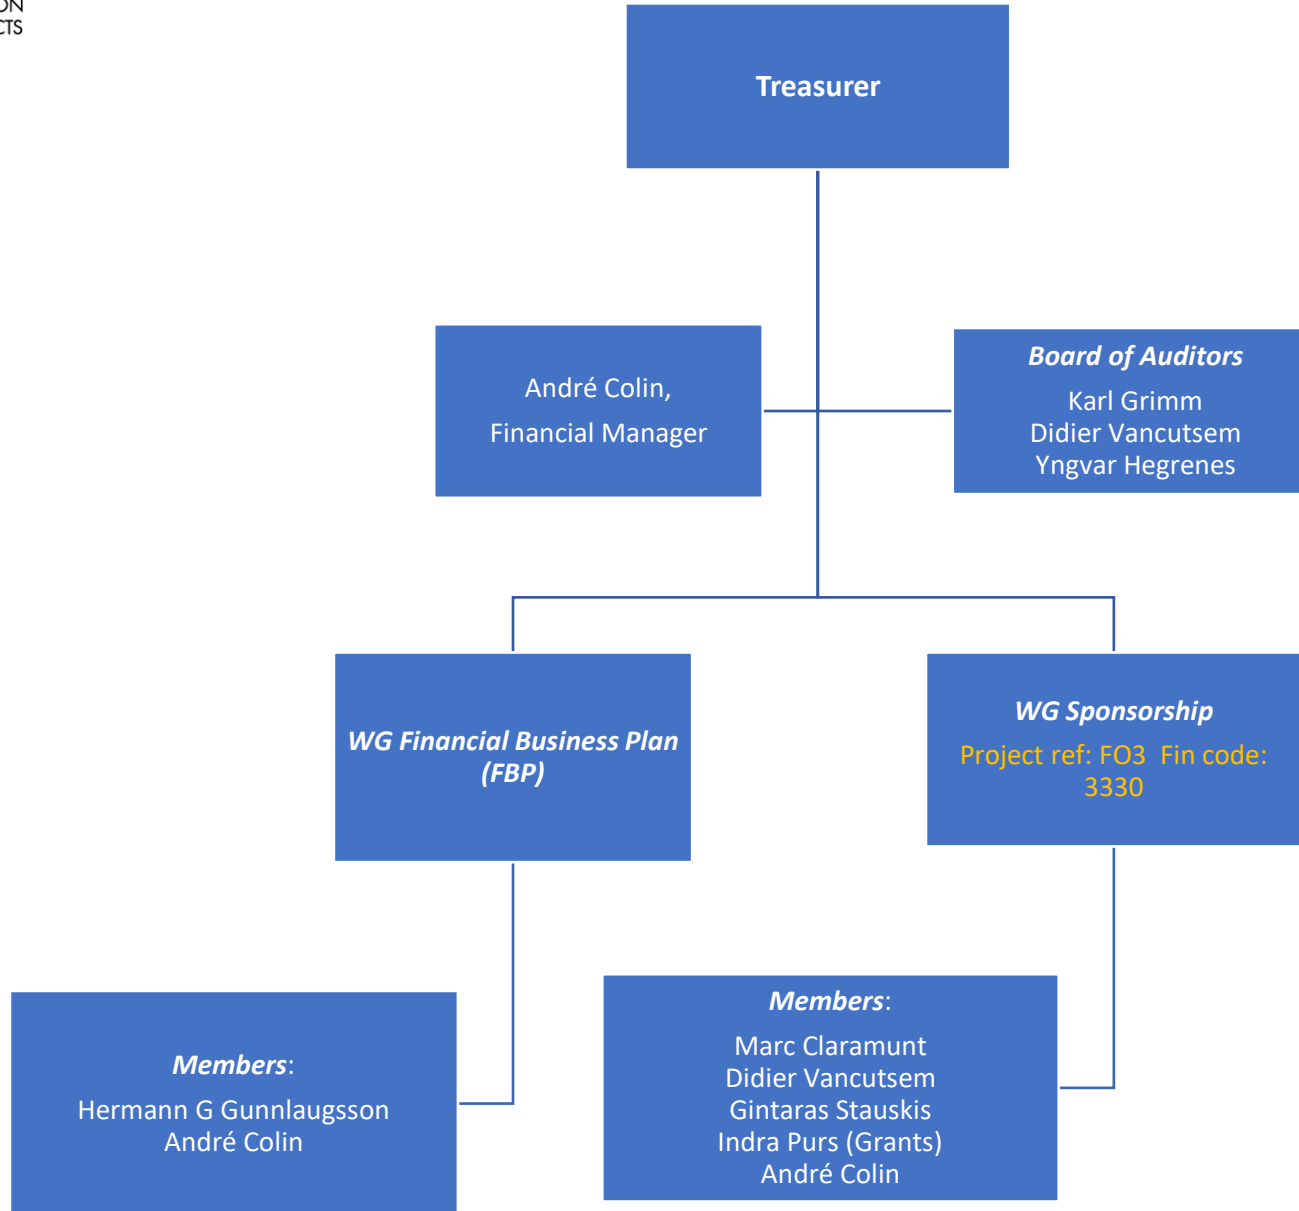 ON
CTS
Treasurer
André Colin,
Financial Manager
Board of Auditors
Karl Grimm
Didier Vancutsem
Yngvar Hegrenes
WG Financial Business Plan
(FBP)
WG Sponsorship
Project ref: FO3  Fin code:
3330
Members:
Hermann G Gunnlaugsson
André Colin
Members:
Marc Claramunt
Didier Vancutsem
Gintaras Stauskis
Indra Purs (Grants)
André Colin